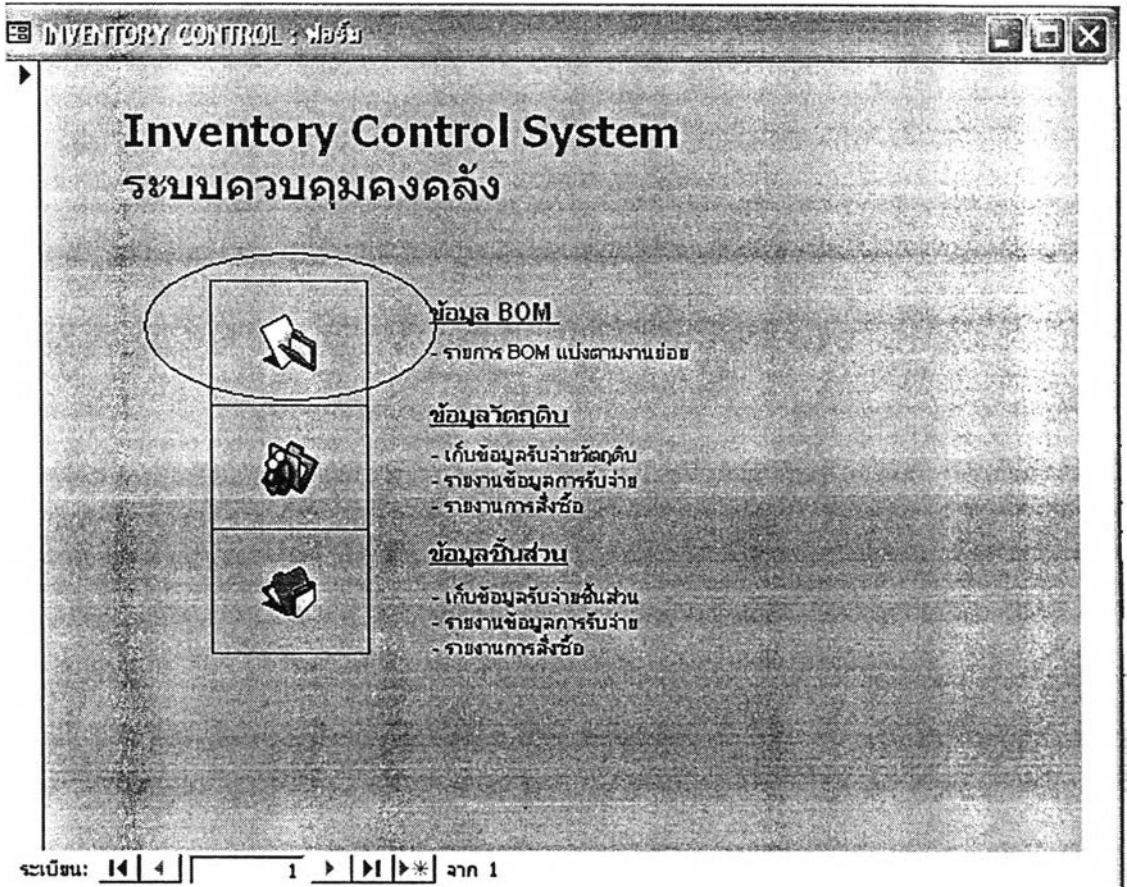 INVENTORY CONTROL : ฟอร์ม
Inventory Control System
ระบบควบคุมคงคลัง
ข้อมูล BOM
- รายการ BOM แบ่งตามงานย่อย
ข้อมูลวัตถุดิบ
- เก็บข้อมูลรับจ่ายวัตถุดิบ
- รายงานข้อมูลการรับจ่าย
- รายงานการสั่งซื้อ
ข้อมูลชิ้นส่วน
- เก็บข้อมูลรับจ่ายชิ้นส่วน
- รายงานข้อมูลการรับจ่าย
- รายงานการสั่งซื้อ
ระเบียน: 1 จาก 1